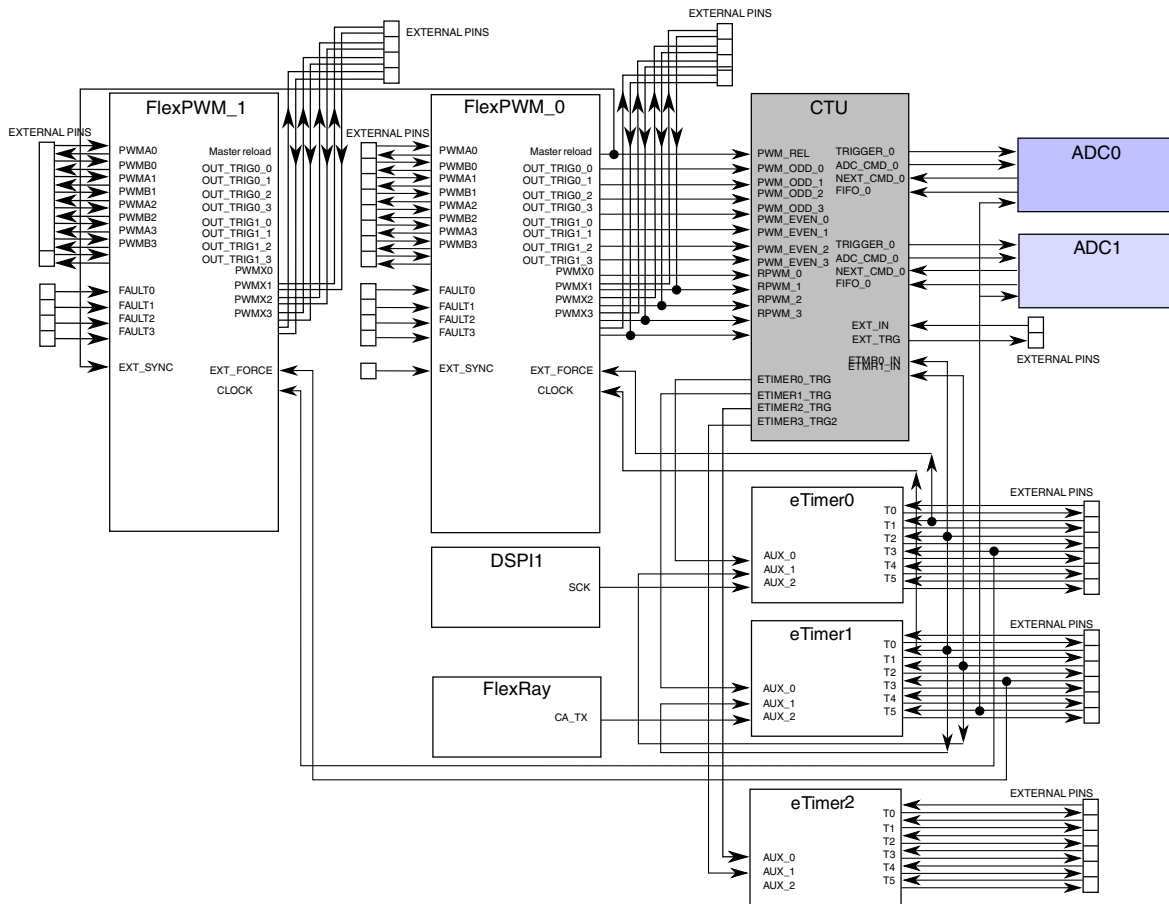 EXTERNAL PINS
EXTERNAL PINS
FlexPWM_1
EXTERNAL PINS
PWMA0
PWMB0
PWMA1
PWMB1
PWMA2
PWMB2
PWMA3
PWMB3
FAULT0
FAULT1
FAULT2
FAULT3
EXT_SYNC
Master reload
OUT_TRIG0_0
OUT_TRIG0_1
OUT_TRIG0_2
OUT_TRIG0_3
OUT_TRIG1_0
OUT_TRIG1_1
OUT_TRIG1_2
OUT_TRIG1_3
PWMX0
PWMX1
PWMX2
PWMX3
EXT_FORCE
CLOCK
FlexPWM_0
EXTERNAL PINS
PWMA0
PWMB0
PWMA1
PWMB1
PWMA2
PWMB2
PWMA3
PWMB3
FAULT0
FAULT1
FAULT2
FAULT3
EXT_SYNC
Master reload
OUT_TRIG0_0
OUT_TRIG0_1
OUT_TRIG0_2
OUT_TRIG0_3
OUT_TRIG1_0
OUT_TRIG1_1
OUT_TRIG1_2
OUT_TRIG1_3
PWMX0
PWMX1
PWMX2
PWMX3
EXT_FORCE
CLOCK
CTU
PWM_REL
PWM_ODD_0
PWM_ODD_1
PWM_ODD_2
PWM_ODD_3
PWM_EVEN_0
PWM_EVEN_1
PWM_EVEN_2
PWM_EVEN_3
RPWM_0
RPWM_1
RPWM_2
RPWM_3
ETIMER0_TRG
ETIMER1_TRG
ETIMER2_TRG
ETIMER3_TRG2
TRIGGER_0
ADC_CMD_0
NEXT_CMD_0
FIFO_0
TRIGGER_0
ADC_CMD_0
NEXT_CMD_0
FIFO_0
EXT_IN
EXT_TRG
ETMR0_IN
ETMR1_IN
ADC0
ADC1
EXTERNAL PINS
eTimer0
AUX_0
AUX_1
AUX_2
T0
T1
T2
T3
T4
T5
EXTERNAL PINS
DSPI1
SCK
eTimer1
AUX_0
AUX_1
AUX_2
T0
T1
T2
T3
T4
T5
EXTERNAL PINS
FlexRay
CA_TX
eTimer2
AUX_0
AUX_1
AUX_2
T0
T1
T2
T3
T4
T5
EXTERNAL PINS